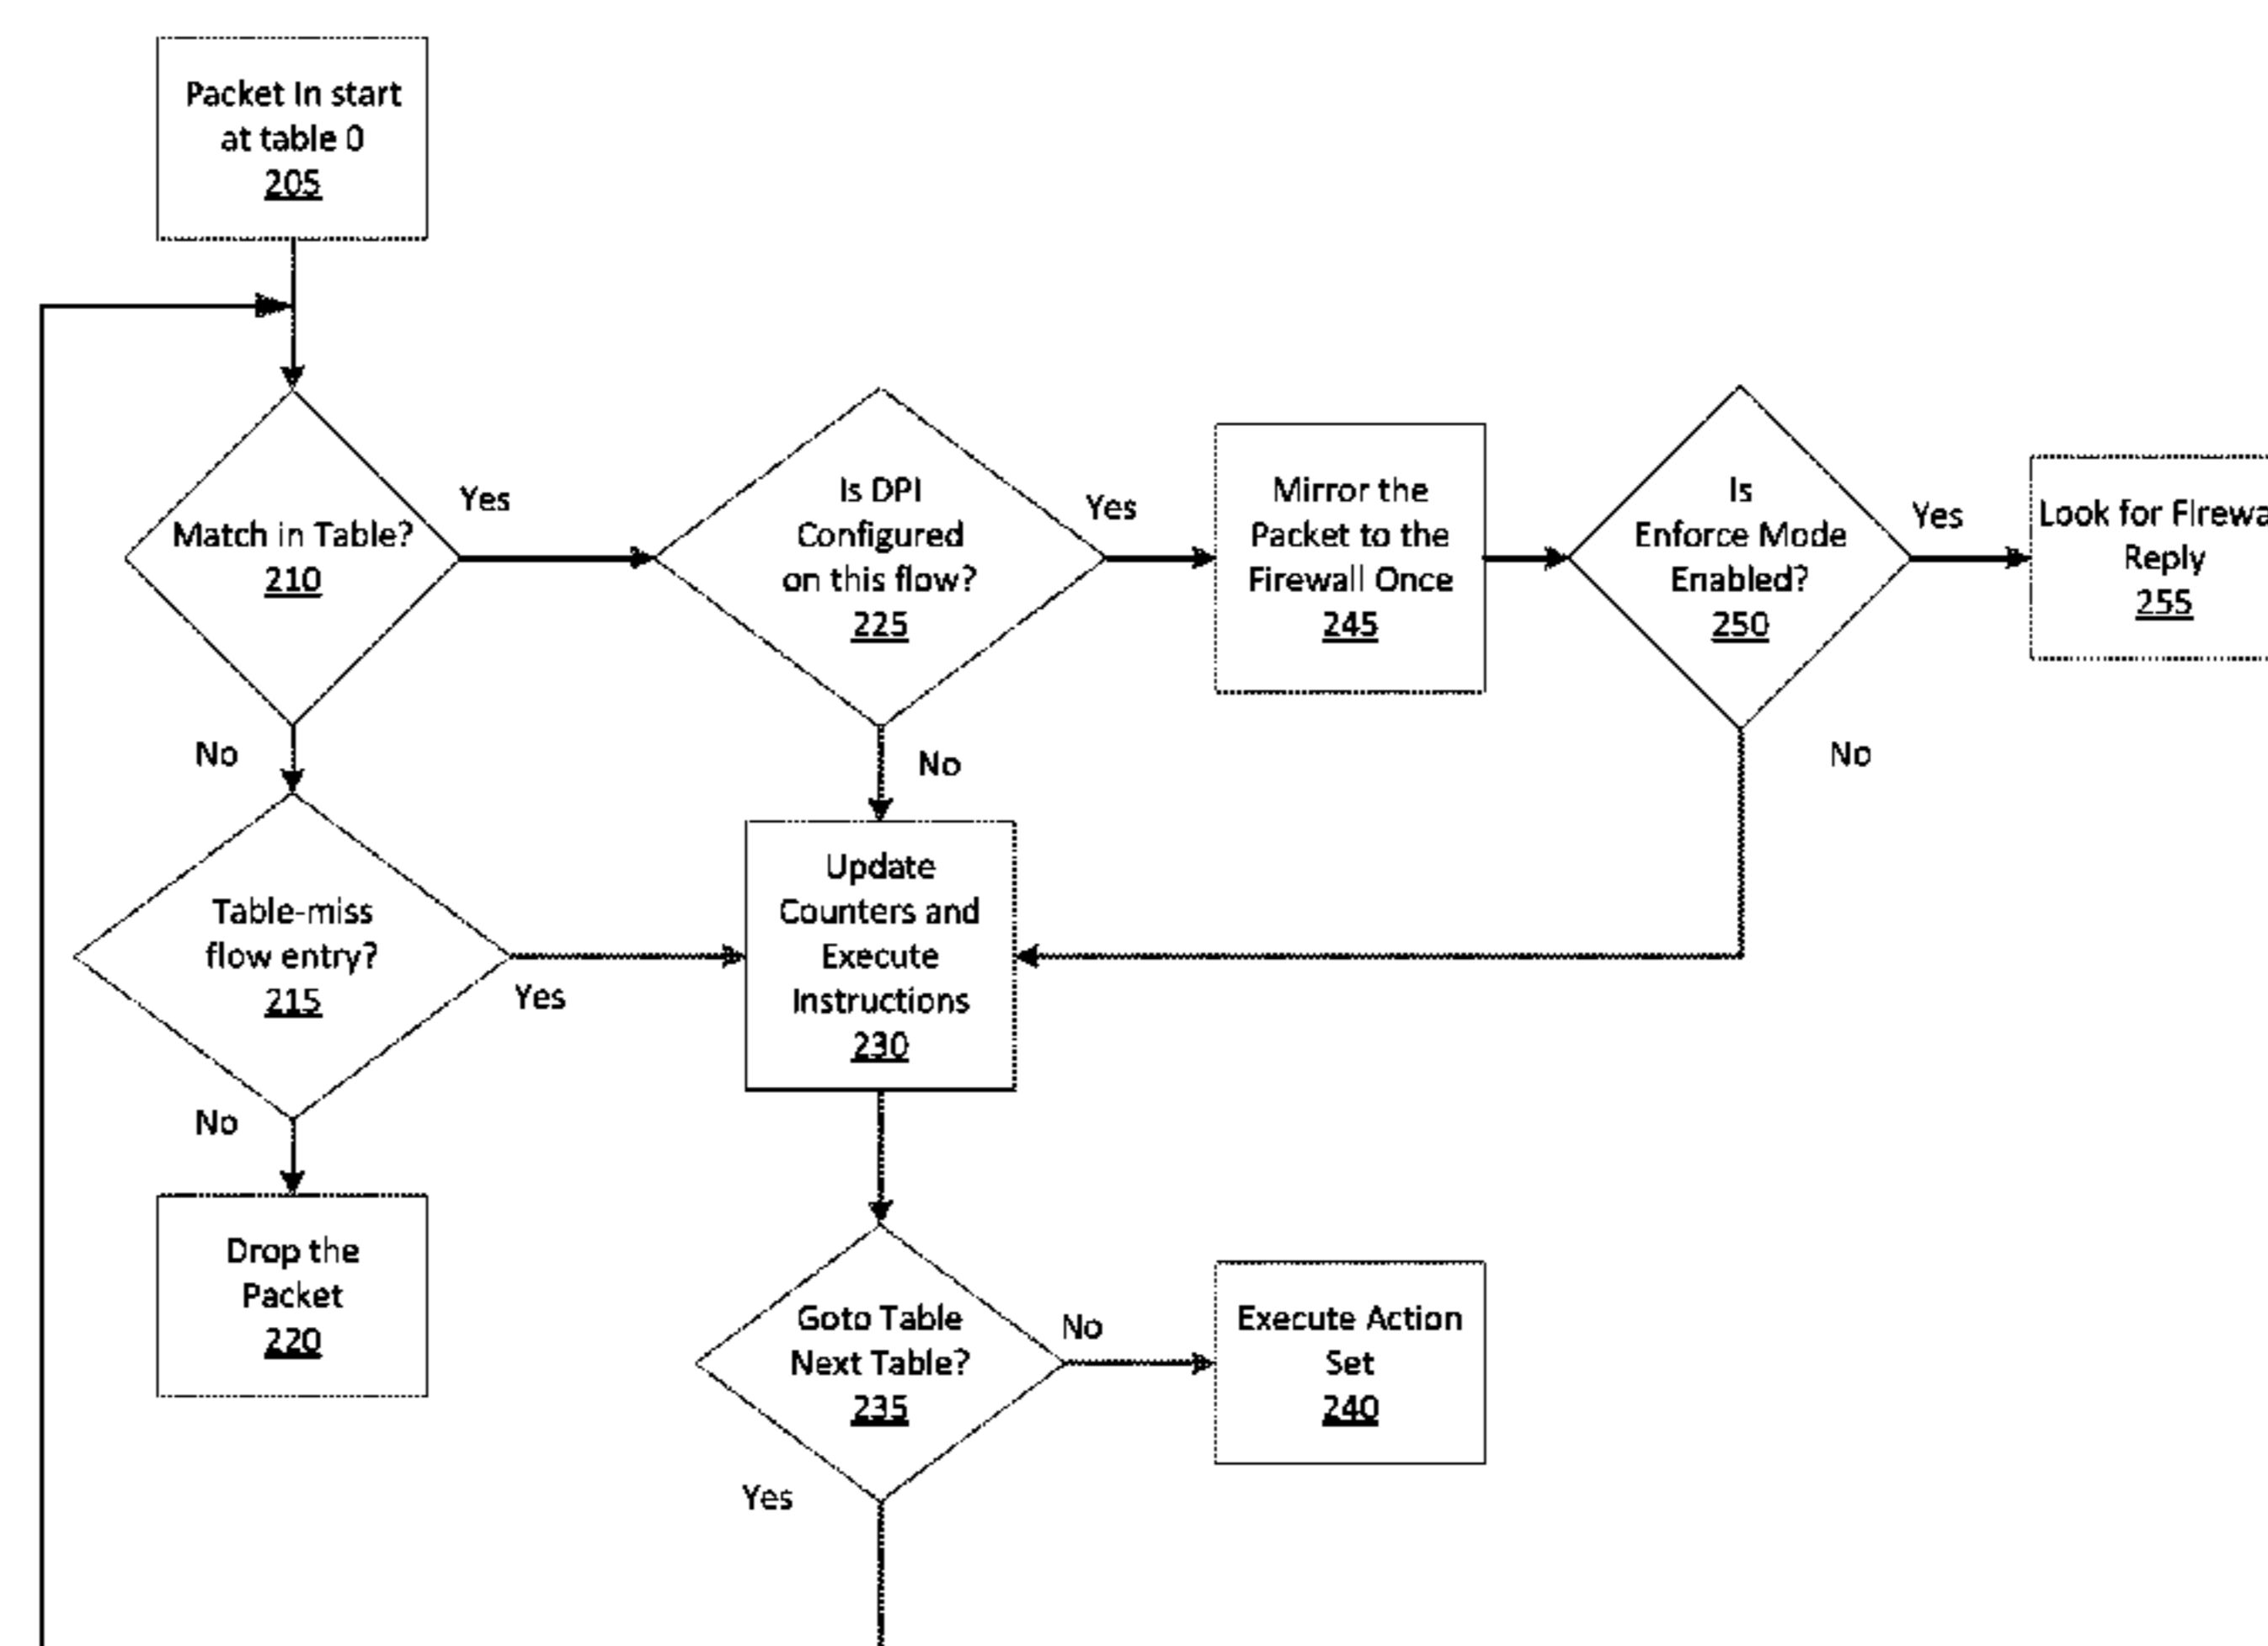 Packet In start
at table 0
205
Match in Table?
210
Yes
No
Is DPI
Configured
on this flow?
225
Yes
No
Mirror the
Packet to the
Firewall Once
245
Is
Enforce Mode
Enabled?
250
Yes
No
Look for
Reply
255
Table-miss
flow entry?
215
Yes
No
Update
Counters and
Execute
Instructions
230
Drop the
Packet
220
Goto Table
Next Table?
235
No
Yes
Execute Action
Set
240